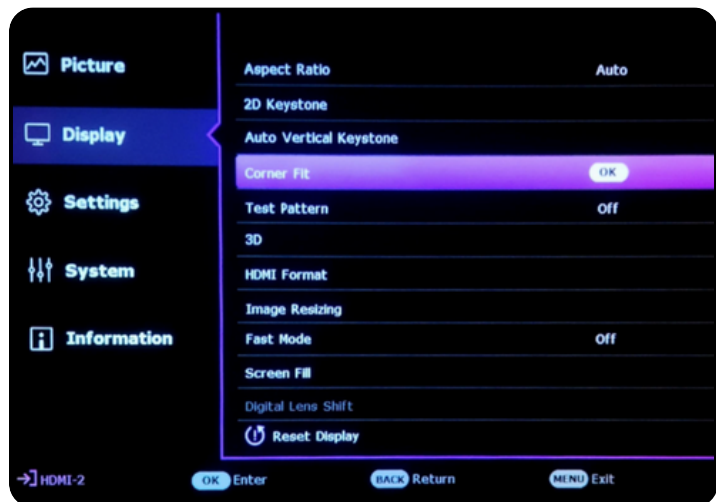 Picture
Display
Settings
System
Information
Aspect Ratio Auto
2D Keystone
Auto Vertical Keystone
Corner Fit OK
Test Pattern Off
3D
HDMI Format
Image Resizing
Fast Mode Off
Screen Fill
Digital Lens Shift
Reset Display
HDMI-2 OK Enter BACK Return MENU Exit